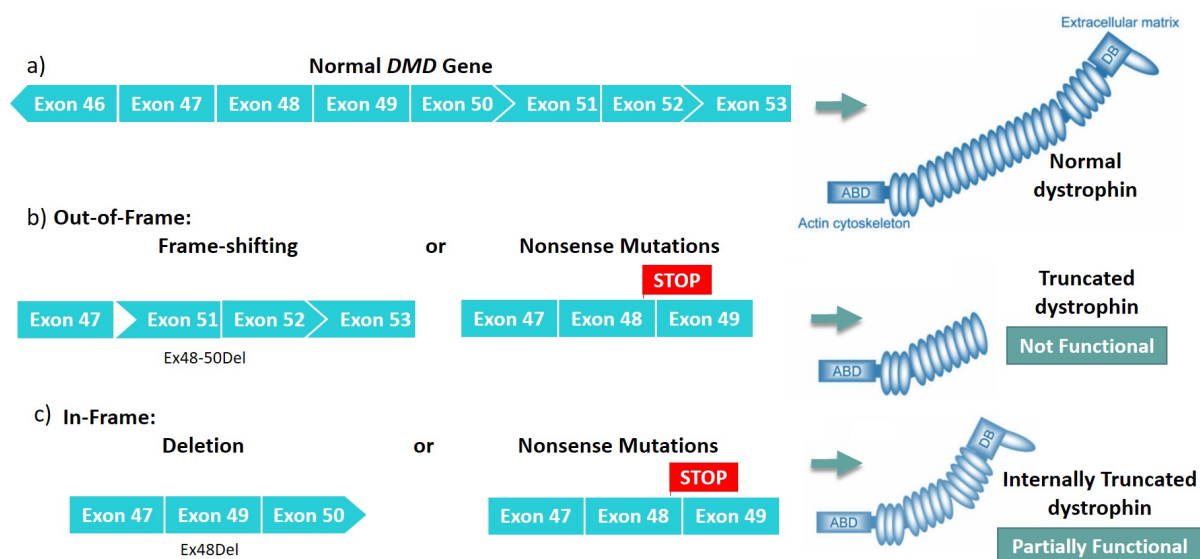 Extracellular matrix
DB
a)
Normal DMD Gene
Exon 46 Exon 47 Exon 48 Exon 49 Exon 50 Exon 51 Exon 52 Exon 53
Normal
dystrophin
ABD
Actin cytoskeleton
b) Out-of-Frame:
Frame-shifting or Nonsense Mutations
STOP
Exon 47 Exon 51 Exon 52 Exon 53
Exon 47 Exon 48 Exon 49
Ex48-50Del
Truncated
dystrophin
Not Functional
ABD
c) In-Frame:
Deletion or Nonsense Mutations
STOP
Exon 47 Exon 49 Exon 50
Exon 47 Exon 48 Exon 49
Ex48Del
DB
Internally Truncated
dystrophin
ABD
Partially Functional